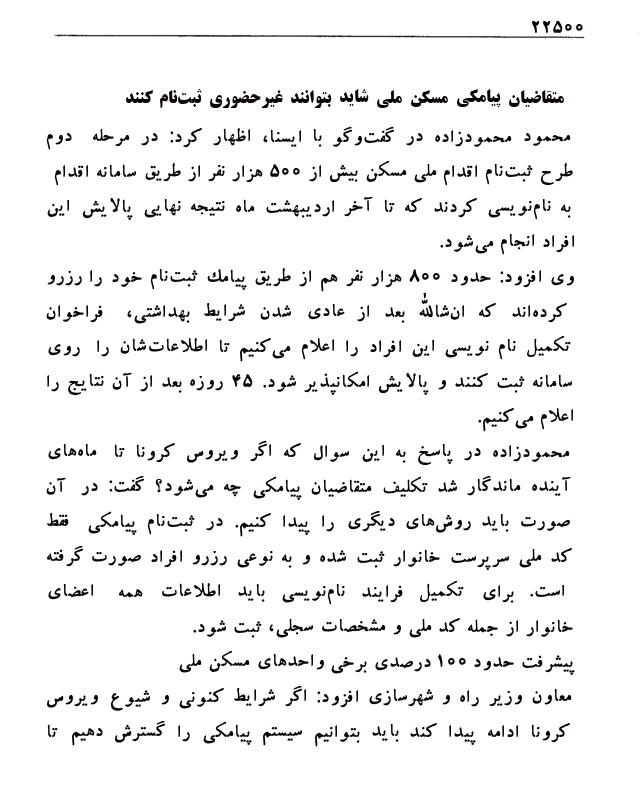 ۲۲۵۰۰
متقاضیان پیامکی مسکن ملی شاید بتوانند غیرحضوری ثبت‌نام کنند
محمود محمودزاده در گفت‌وگو با ایسنا، اظهار کرد: در مرحله دوم
طرح ثبت‌نام اقدام ملی مسکن بیش از ۵۰۰ هزار نفر از طریق سامانه اقدام
به نام‌نویسی کردند که تا آخر اردیبهشت ماه نتیجه نهایی پالایش این
افراد انجام می‌شود.
وی افزود: حدود ۸۰۰ هزار نفر هم از طریق پیامك ثبت‌نام خود را رزرو
کرده‌اند که ان‌شالله بعد از عادی شدن شرایط بهداشتی، فراخوان
تکمیل نام نویسی این افراد را اعلام می‌کنیم تا اطلاعات‌شان را روی
سامانه ثبت کنند و پالایش امکانپذیر شود. ۴۵ روزه بعد از آن نتایج را
اعلام می‌کنیم.
محمودزاده در پاسخ به این سوال که اگر ویروس کرونا تا ماه‌های
آینده ماندگار شد تکلیف متقاضیان پیامکی چه می‌شود؟ گفت: در آن
صورت باید روش‌های دیگری را پیدا کنیم. در ثبت‌نام پیامکی فقط
کد ملی سرپرست خانوار ثبت شده و به نوعی رزرو افراد صورت گرفته
است. برای تکمیل فرایند نام‌نویسی باید اطلاعات همه اعضای
خانوار از جمله کد ملی و مشخصات سجلی، ثبت شود.
پیشرفت حدود ۱۰۰ درصدی برخی واحدهای مسکن ملی
معاون وزیر راه و شهرسازی افزود: اگر شرایط کنونی و شیوع ویروس
کرونا ادامه پیدا کند باید بتوانیم سیستم پیامکی را گسترش دهیم تا